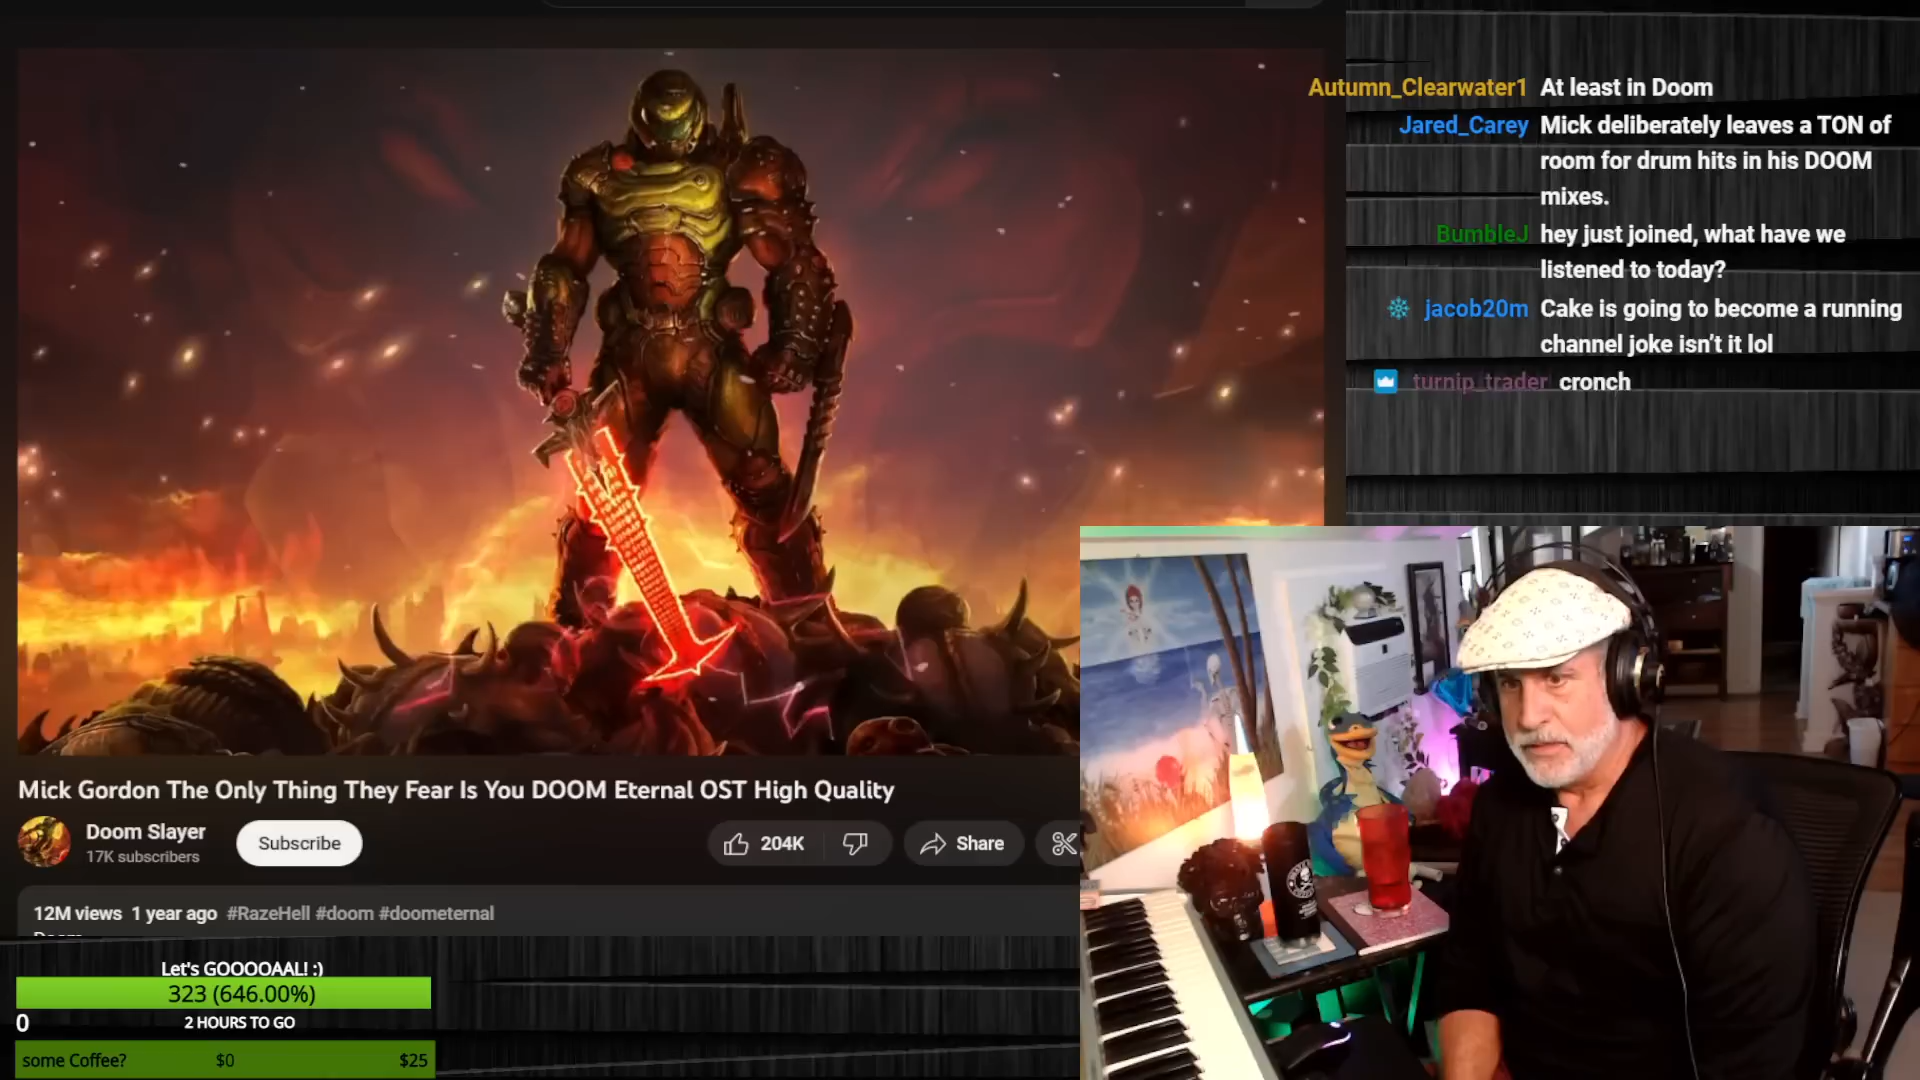 Autumn_Clearwater1 At least in Doom
Jared_Carey Mick deliberately leaves a TON of
room for drum hits in his DOOM
mixes.
BumbleJ hey just joined, what have we
listened to today?
jacob20m Cake is going to become a running
channel joke isn't it lol
turnip_trader cronch
Mick Gordon The Only Thing They Fear Is You DOOM Eternal OST High Quality
Doom Slayer
17K subscribers
Subscribe
204K
Share
12M views 1 year ago #RazeHell #doom #doometernal
Let's GOOOOAAL! :)
323 (646.00%)
0
2 HOURS TO GO
some Coffee? $0 $25